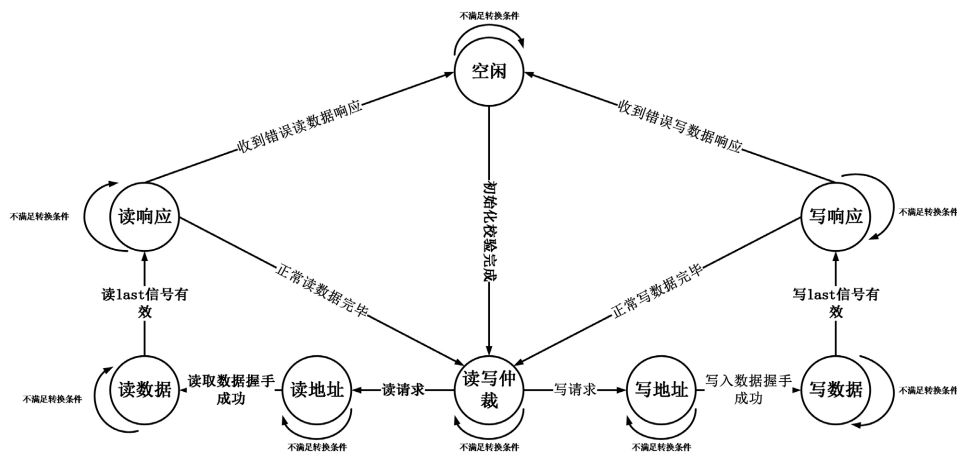 不满足转换条件
空闲
收到错误读数据响应
收到错误写数据响应
初始化校验完成
不满足转换条件
读响应
写响应
不满足转换条件
正常读数据完毕
正常写数据完毕
读last信号有
效
写last信号有
效
不满足转换条件
读数据
读取数据握手
成功
读地址
读请求
读写仲
裁
写请求
写地址
写入数据握手
成功
写数据
不满足转换条件
不满足转换条件
不满足转换条件
不满足转换条件